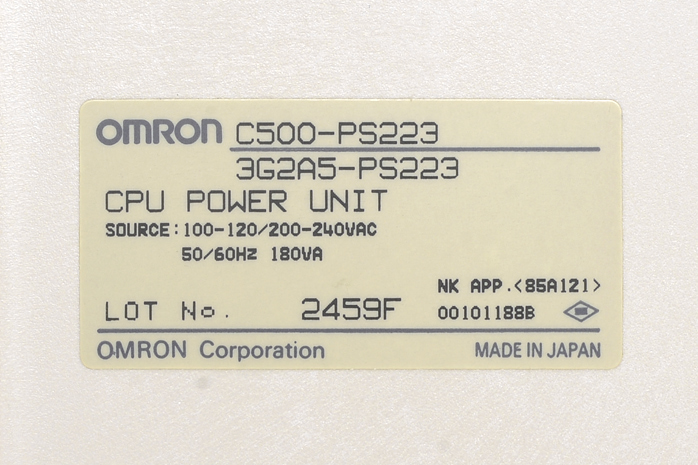 OMRON C500-PS223
3G2A5-PS223
CPU POWER UNIT
SOURCE:100-120/200-240VAC
50/60Hz 180VA
NK APP.<85A121>
LOT No. 2459F 00101188B
OMRON Corporation MADE IN JAPAN